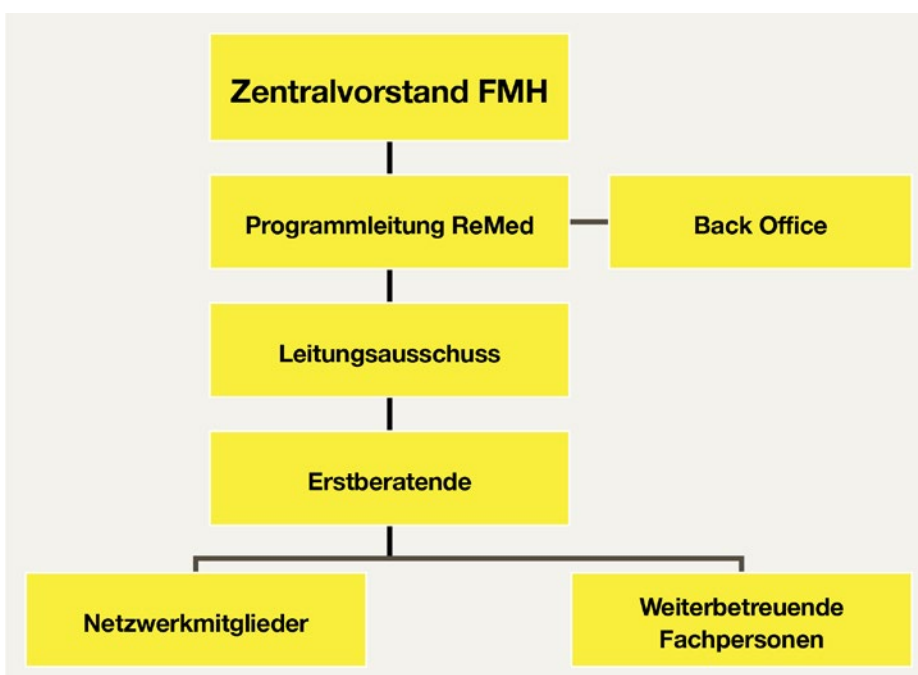 Zentralvorstand FMH
Programmleitung ReMed
Back Office
Leitungsausschuss
Erstberatende
Netzwerkmitglieder
Weiterbetreuende
Fachpersonen